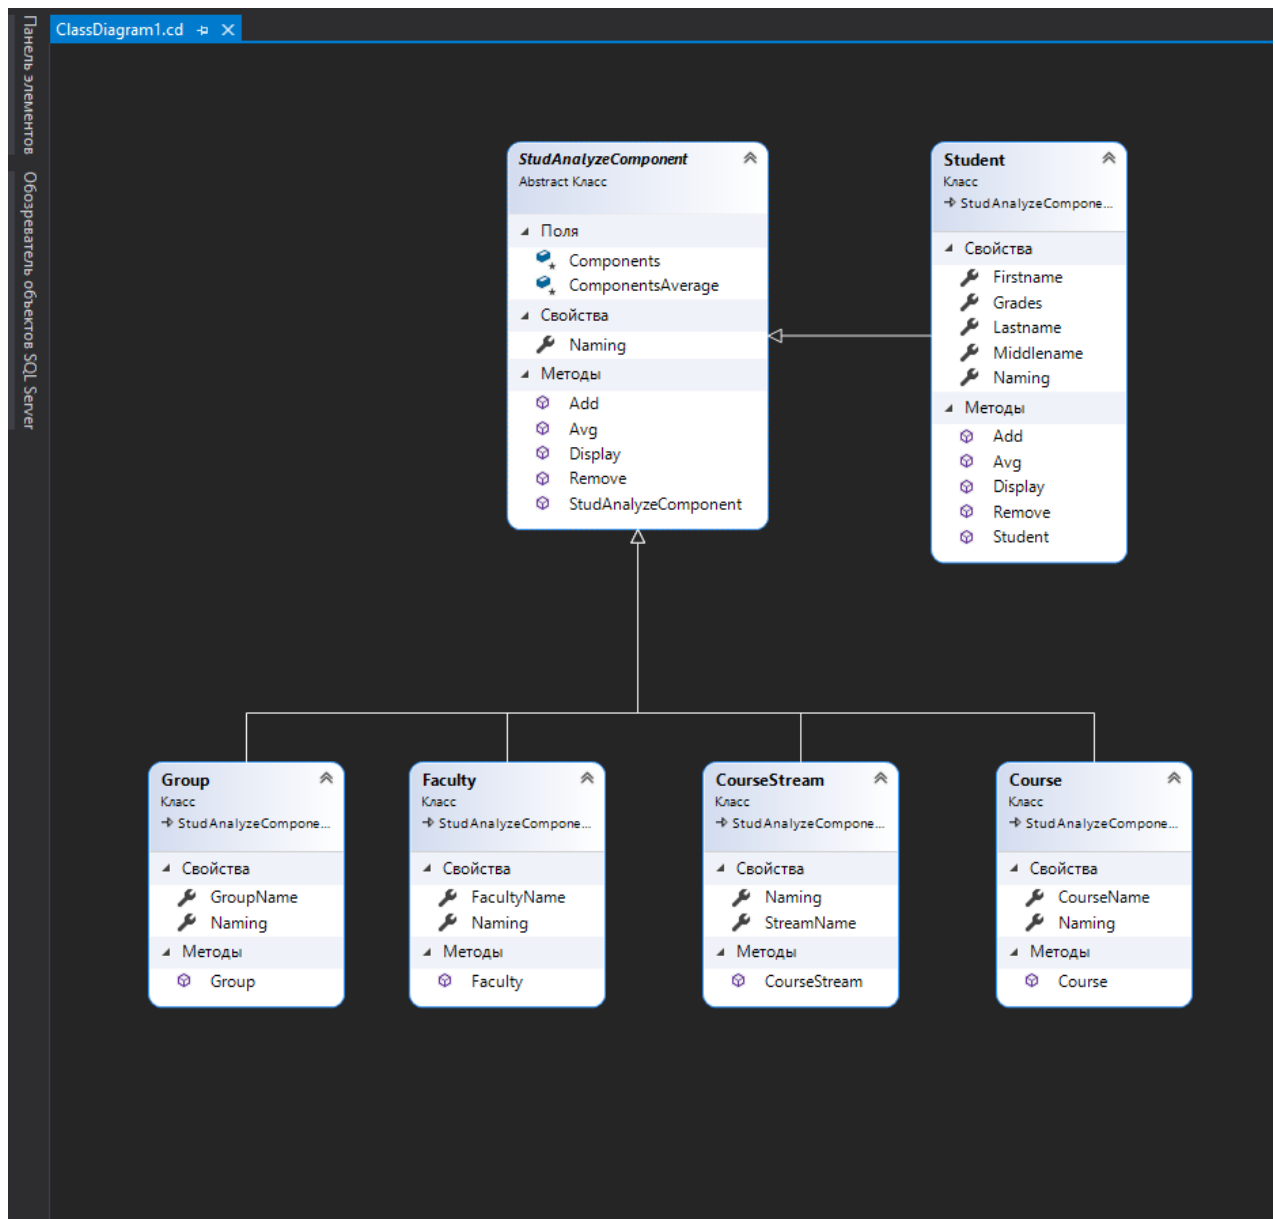 ClassDiagram1.cd
Панель элементов
Обозреватель объектов SQL Server
StudAnalyzeComponent
Abstract Класс
Поля
Components
ComponentsAverage
Свойства
Naming
Методы
Add
Avg
Display
Remove
StudAnalyzeComponent
Student
Класс
StudAnalyzeCompone...
Свойства
Firstname
Grades
Lastname
Middlename
Naming
Методы
Add
Avg
Display
Remove
Student
Group
Класс
StudAnalyzeCompone...
Свойства
GroupName
Naming
Методы
Group
Faculty
Класс
StudAnalyzeCompone...
Свойства
FacultyName
Naming
Методы
Faculty
CourseStream
Класс
StudAnalyzeCompone...
Свойства
Naming
StreamName
Методы
CourseStream
Course
Класс
StudAnalyzeCompone...
Свойства
CourseName
Naming
Методы
Course